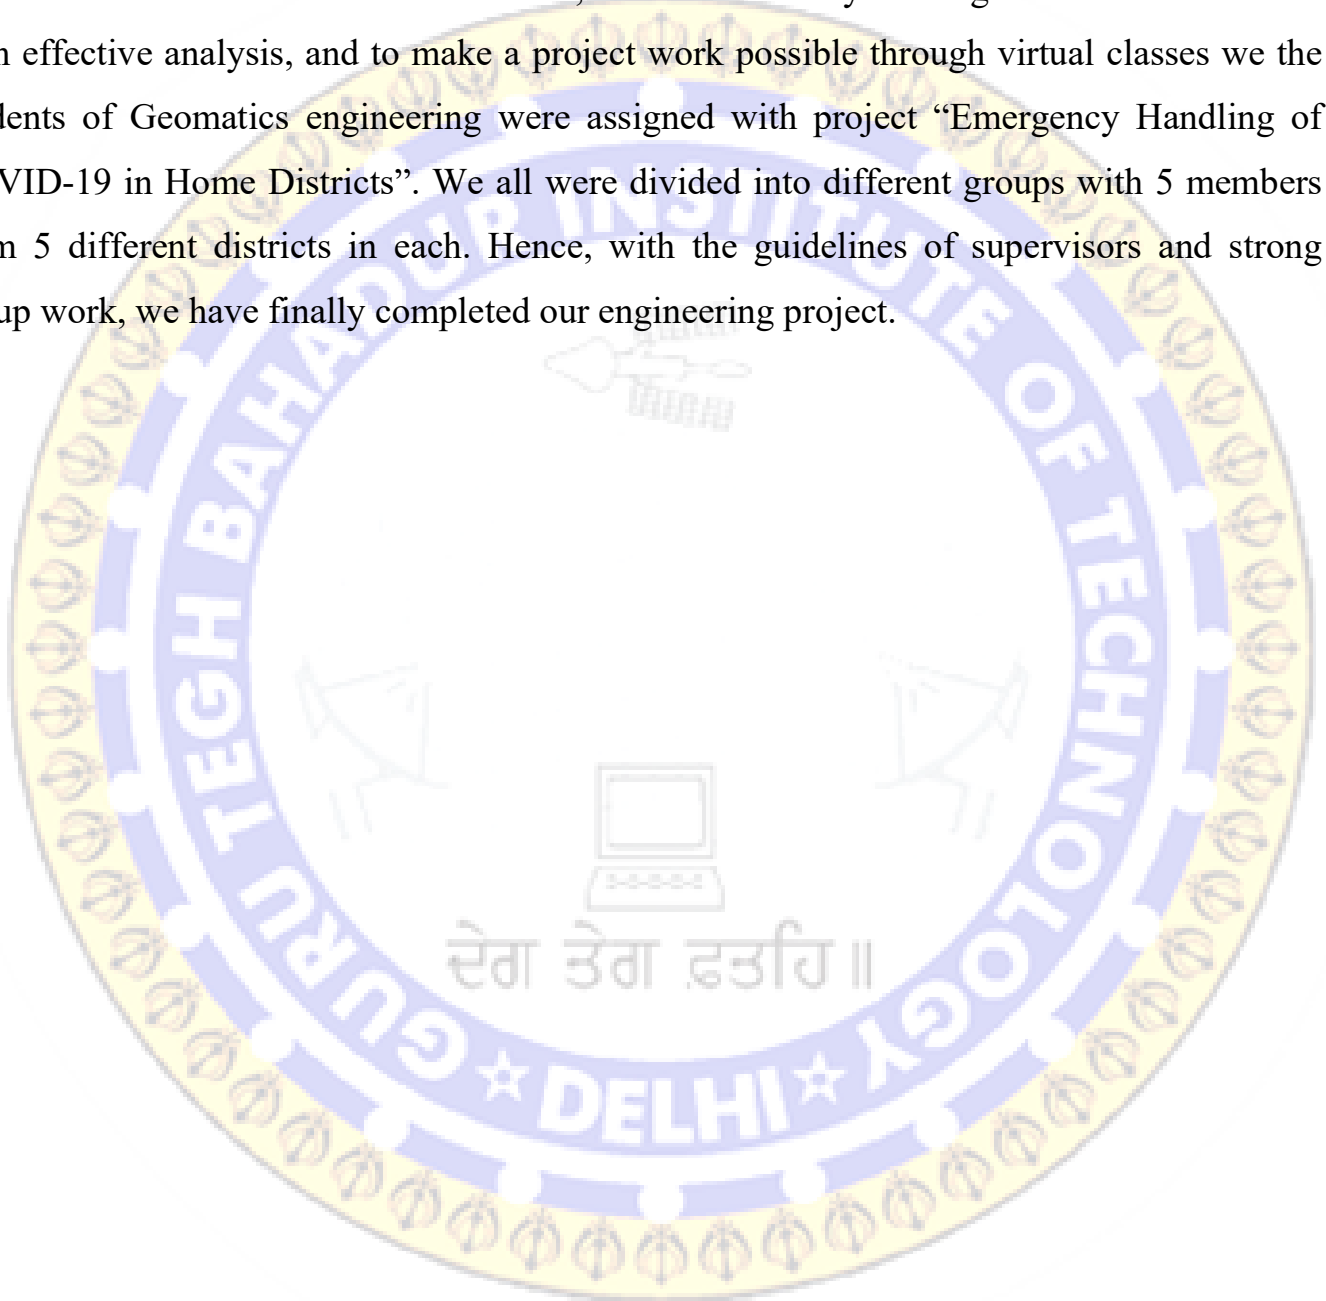 effective analysis, and to make a project work possible through virtual classes we the
dents of Geomatics engineering were assigned with project “Emergency Handling of
VID-19 in Home Districts”. We all were divided into different groups with 5 members
m 5 different districts in each. Hence, with the guidelines of supervisors and strong
up work, we have finally completed our engineering project.
GURU TEGH BAHADUR INSTITUTE OF TECHNOLOGY
ਦੇਗ ਤੇਗ ਫ਼ਤਹਿ॥
DELHI